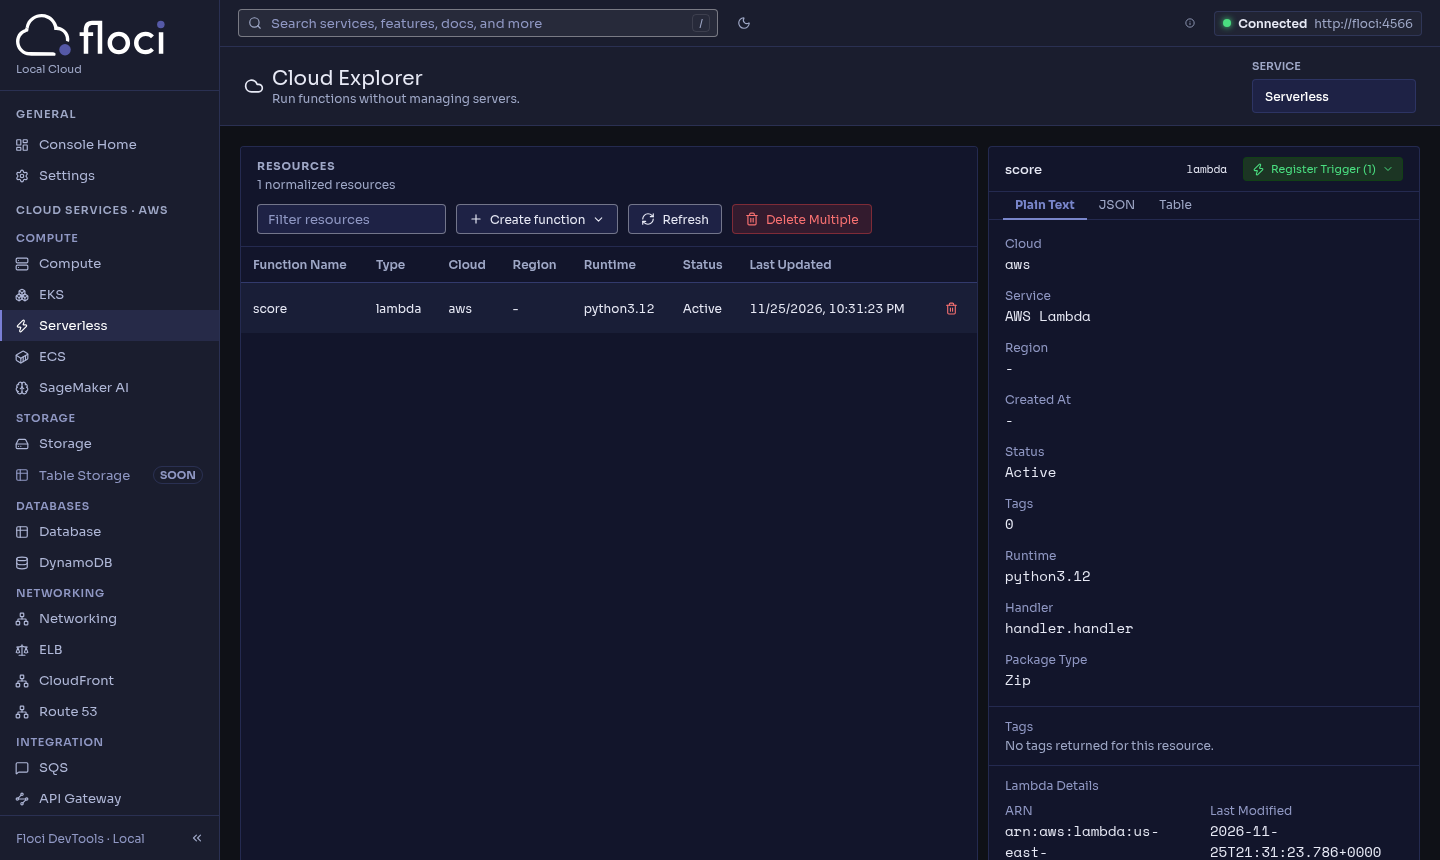 floci
Local Cloud
GENERAL
Console Home
Settings
CLOUD SERVICES · AWS
COMPUTE
Compute
EKS
Serverless
ECS
SageMaker AI
STORAGE
Storage
Table Storage SOON
DATABASES
Database
DynamoDB
NETWORKING
Networking
ELB
CloudFront
Route 53
INTEGRATION
SQS
API Gateway
Floci DevTools · Local
Search services, features, docs, and more /
Connected http://floci:4566
Cloud Explorer
Run functions without managing servers.
SERVICE
Serverless
RESOURCES
1 normalized resources
Filter resources Create function Refresh Delete Multiple
Function Name Type Cloud Region Runtime Status Last Updated
score lambda aws - python3.12 Active 11/25/2026, 10:31:23 PM
score lambda Register Trigger (1)
Plain Text JSON Table
Cloud
aws
Service
AWS Lambda
Region
-
Created At
-
Status
Active
Tags
0
Runtime
python3.12
Handler
handler.handler
Package Type
Zip
Tags
No tags returned for this resource.
Lambda Details
ARN
arn:aws:lambda:us-
east-
Last Modified
2026-11-
25T21:31:23.786+0000